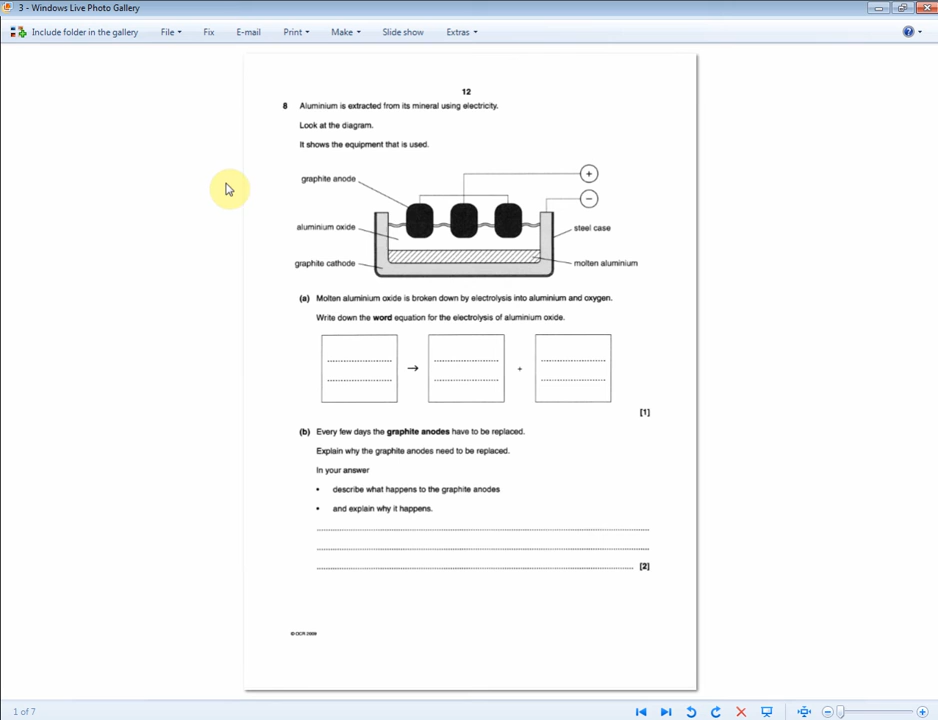 3 - Windows Live Photo Gallery
Include folder in the gallery File Fix E-mail Print Make Slide show Extras
12
8 Aluminium is extracted from its mineral using electricity.
Look at the diagram.
It shows the equipment that is used.
+
graphite anode
–
aluminium oxide
steel case
graphite cathode
molten aluminium
(a) Molten aluminium oxide is broken down by electrolysis into aluminium and oxygen.
Write down the word equation for the electrolysis of aluminium oxide.
→ +
[1]
(b) Every few days the graphite anodes have to be replaced.
Explain why the graphite anodes need to be replaced.
In your answer
• describe what happens to the graphite anodes
• and explain why it happens.
[2]
© OCR 2009
1 of 7